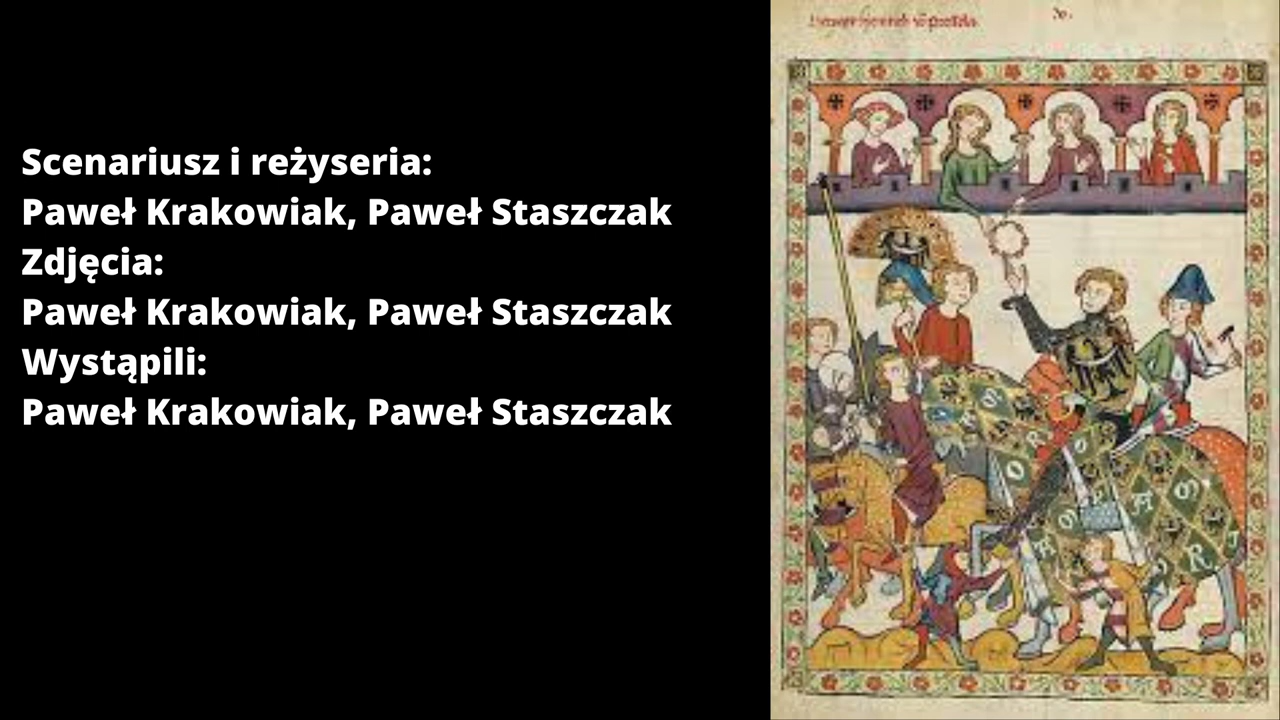 Scenariusz i reżyseria:
Paweł Krakowiak, Paweł Staszczak
Zdjęcia:
Paweł Krakowiak, Paweł Staszczak
Wystąpili:
Paweł Krakowiak, Paweł Staszczak